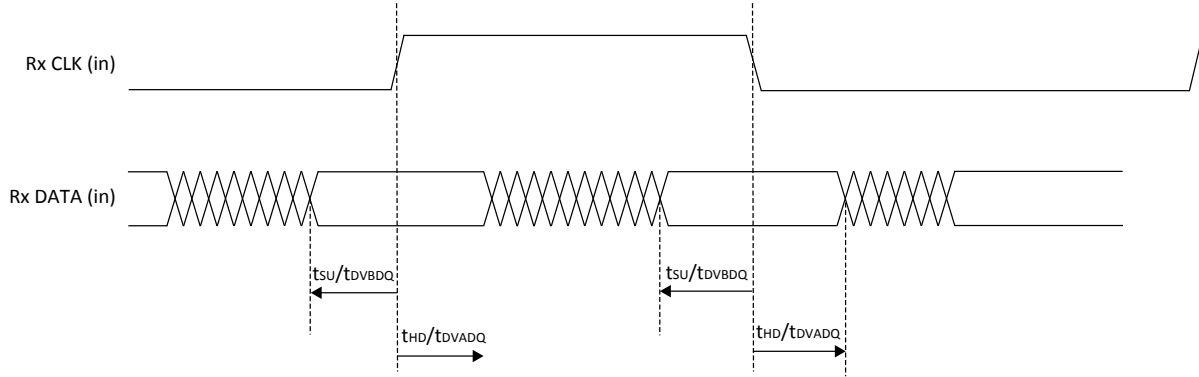 Rx CLK (in)
Rx DATA (in)
tSU/tDVBDQ
tSU/tDVBDQ
tHD/tDVADQ
tHD/tDVADQ